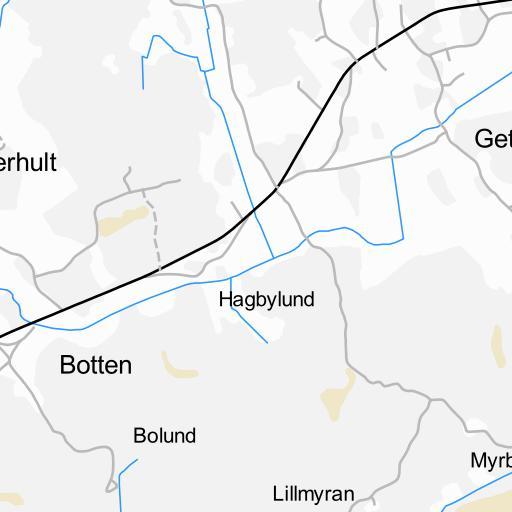 Get
erhult
Hagbylund
Botten
Bolund
Myrb
Lillmyran